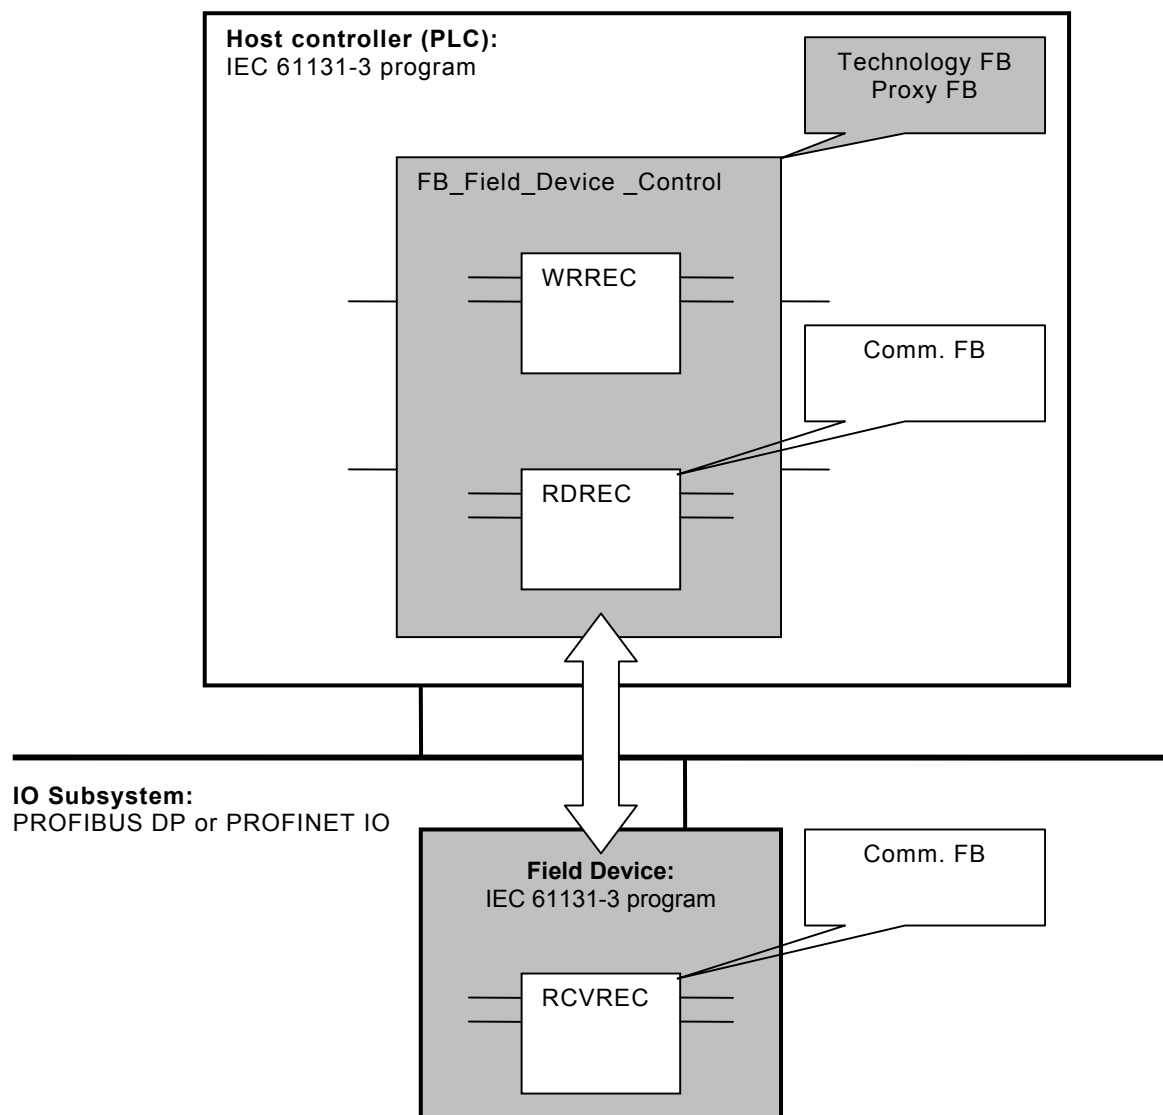 Host controller (PLC):
IEC 61131-3 program
Technology FB
Proxy FB
FB_Field_Device _Control
WRREC
Comm. FB
RDREC
IO Subsystem:
PROFIBUS DP or PROFINET IO
Field Device:
IEC 61131-3 program
Comm. FB
RCVREC